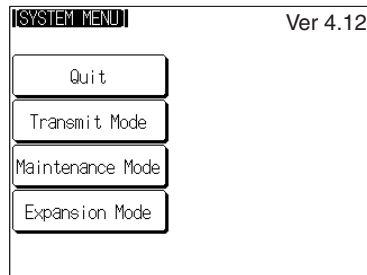 [SYSTEM MENU]
Ver 4.12
Quit
Transmit Mode
Maintenance Mode
Expansion Mode